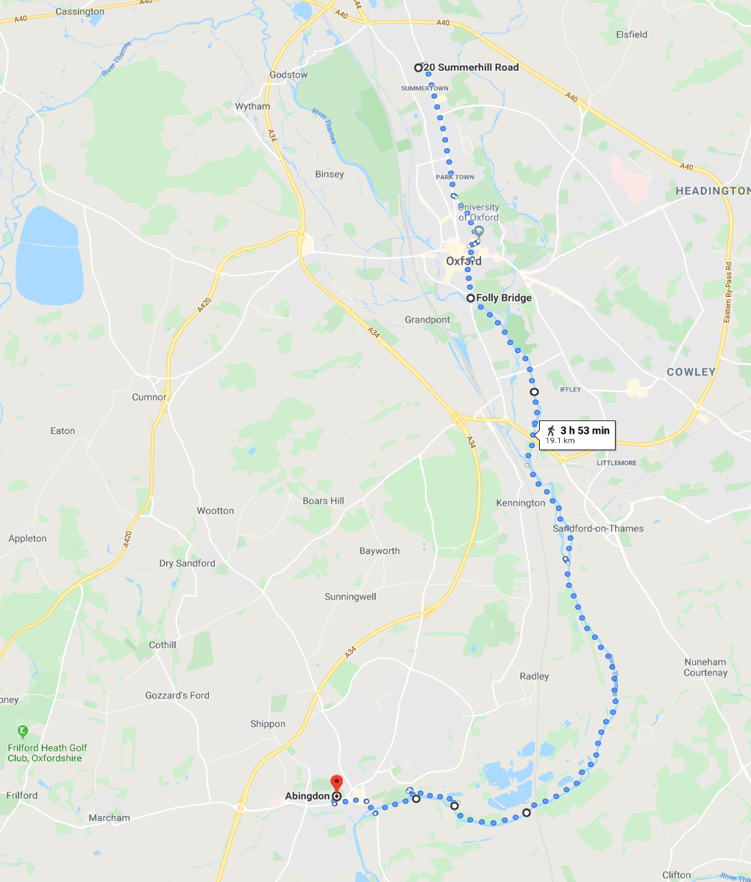 Cassington
A40
A44
A40
Elsfield
River Thames
Godstow
20 Summerhill Road
SUMMERTOWN
A40
Wytham
River Thames
A34
A40
Binsey
PARK TOWN
HEADINGTON
University
of Oxford
Oxford
Eastern By-Pass Rd
Folly Bridge
A420
Grandpont
A34
COWLEY
IFFLEY
Cumnor
Eaton
3 h 53 min
19.1 km
A34
LITTLEMORE
Boars Hill
Kennington
Wootton
Sandford-on-Thames
Appleton
A420
Bayworth
Dry Sandford
Sunningwell
Cothill
A34
Nuneham
Courtenay
Radley
Gozzard's Ford
oney
Shippon
Frilford Heath Golf
Club, Oxfordshire
Abingdon
Frilford
Marcham
Clifton
River Tha